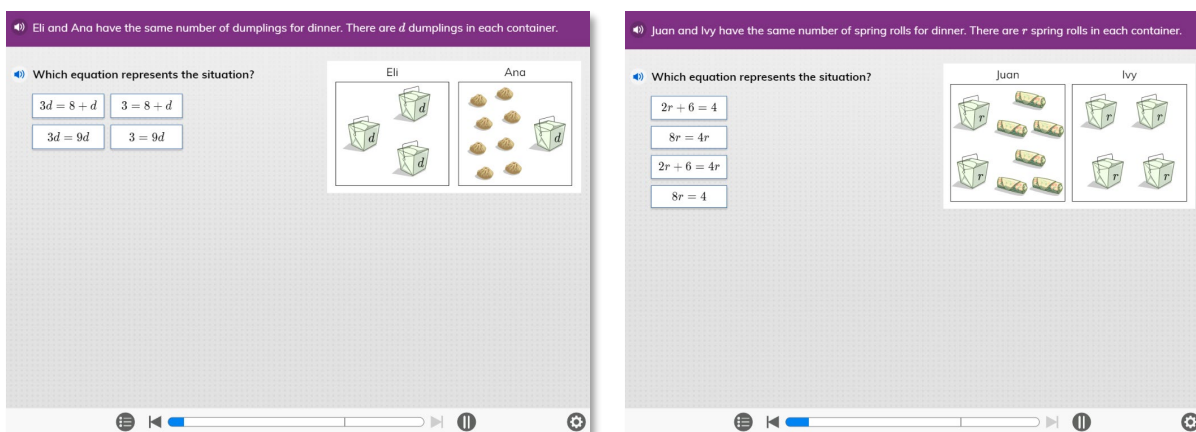 Eli and Ana have the same number of dumplings for dinner. There are d dumplings in each container.
Which equation represents the situation?
3d = 8 + d
3 = 8 + d
3d = 9d
3 = 9d
Eli
Ana
d
d
d
d
Juan and Ivy have the same number of spring rolls for dinner. There are r spring rolls in each container.
Which equation represents the situation?
2r + 6 = 4
8r = 4r
2r + 6 = 4r
8r = 4
Juan
Ivy
r
r
r
r
r
r